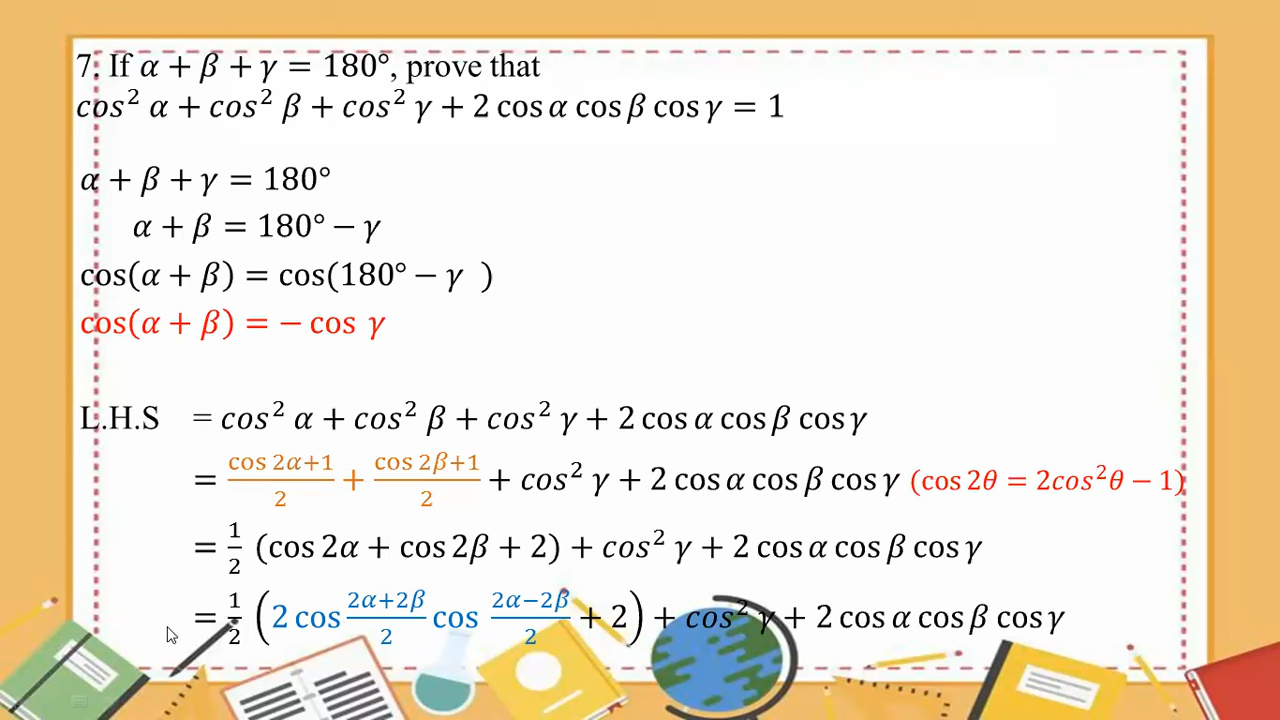 7. If α + β + γ = 180°, prove that
cos² α + cos² β + cos² γ + 2 cos α cos β cos γ = 1
α + β + γ = 180°
α + β = 180° − γ
cos(α + β) = cos(180° − γ )
cos(α + β) = − cos γ
L.H.S = cos² α + cos² β + cos² γ + 2 cos α cos β cos γ
= (cos 2α+1)/2 + (cos 2β+1)/2 + cos² γ + 2 cos α cos β cos γ (cos 2θ = 2cos²θ − 1)
= 1/2 (cos 2α + cos 2β + 2) + cos² γ + 2 cos α cos β cos γ
= 1/2 (2 cos (2α+2β)/2 cos (2α−2β)/2 + 2) + cos² γ + 2 cos α cos β cos γ